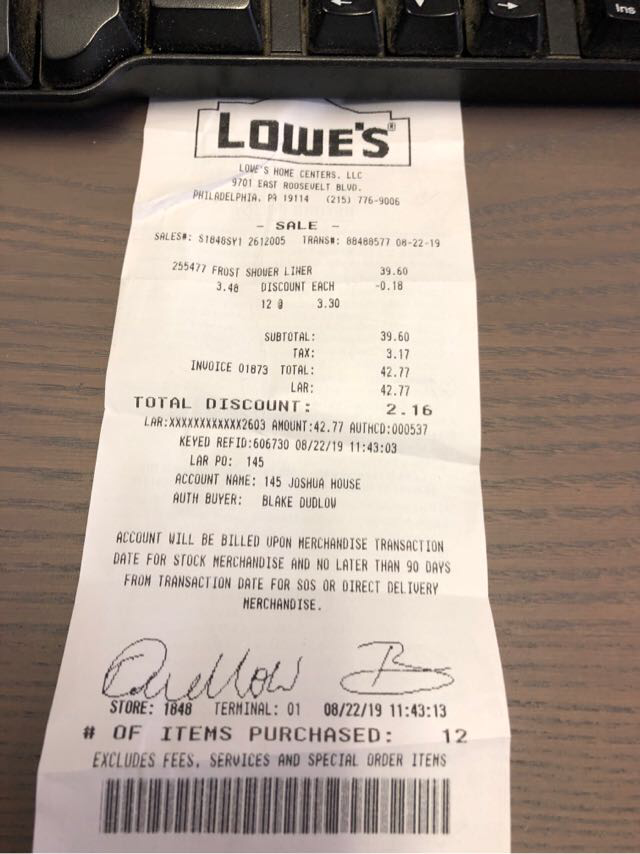 Ins
LOWE'S®
LOWE'S HOME CENTERS, LLC
9701 EAST ROOSEVELT BLVD.
PHILADELPHIA, PA 19114 (215) 776-9006
- SALE -
SALES#: S1848SY1 2612005 TRANS#: 88488577 08-22-19
255477 FROST SHOWER LINER 39.60
3.48 DISCOUNT EACH -0.18
12 @ 3.30
SUBTOTAL: 39.60
TAX: 3.17
INVOICE 01873 TOTAL: 42.77
LAR: 42.77
TOTAL DISCOUNT: 2.16
LAR:XXXXXXXXXXXX2603 AMOUNT:42.77 AUTHCD:000537
KEYED REFID:606730 08/22/19 11:43:03
LAR PO: 145
ACCOUNT NAME: 145 JOSHUA HOUSE
AUTH BUYER: BLAKE DUDLOW
ACCOUNT WILL BE BILLED UPON MERCHANDISE TRANSACTION
DATE FOR STOCK MERCHANDISE AND NO LATER THAN 90 DAYS
FROM TRANSACTION DATE FOR SOS OR DIRECT DELIVERY
MERCHANDISE.
STORE: 1848 TERMINAL: 01 08/22/19 11:43:13
# OF ITEMS PURCHASED: 12
EXCLUDES FEES, SERVICES AND SPECIAL ORDER ITEMS